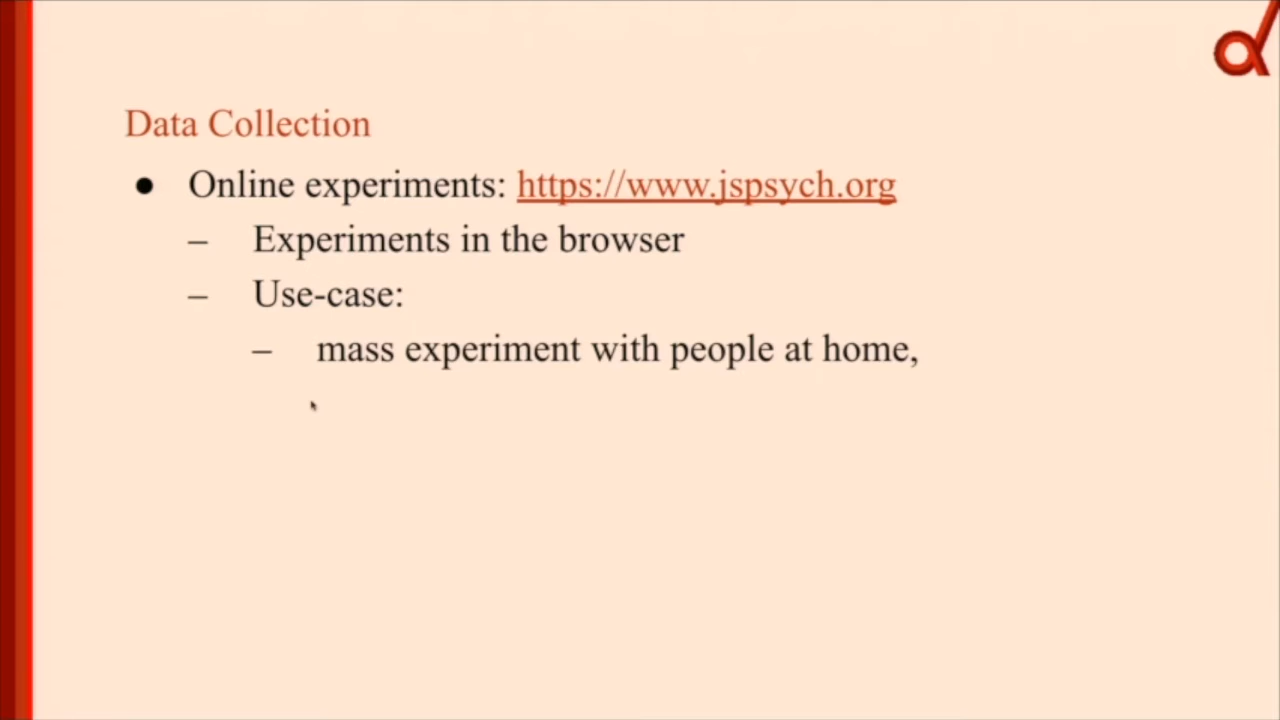 Data Collection
● Online experiments: https://www.jspsych.org
– Experiments in the browser
– Use-case:
– mass experiment with people at home,